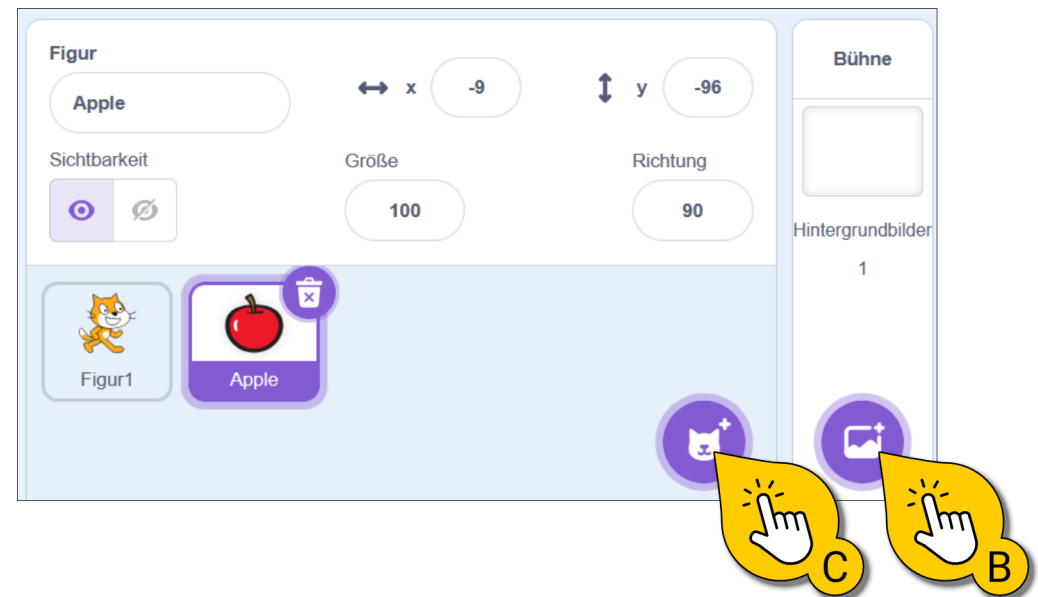 Figur
Apple
x -9
y -96
Sichtbarkeit
Größe
100
Richtung
90
Figur1
Apple
Bühne
Hintergrundbilder
1
C
B